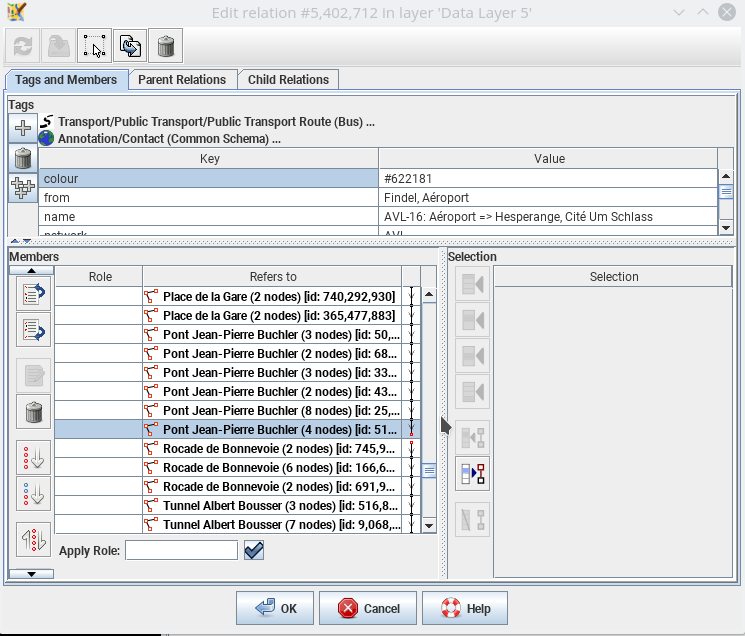 Edit relation #5,402,712 in layer 'Data Layer 5'
Tags and Members Parent Relations Child Relations
Tags
Transport/Public Transport/Public Transport Route (Bus) ...
Annotation/Contact (Common Schema) ...
Key Value
colour #622181
from Findel, Aéroport
name AVL-16: Aéroport => Hesperange, Cité Um Schlass
network AVL
Members Selection
Role Refers to Selection
Place de la Gare (2 nodes) [id: 740,292,930]
Place de la Gare (2 nodes) [id: 365,477,883]
Pont Jean-Pierre Buchler (3 nodes) [id: 50,...
Pont Jean-Pierre Buchler (2 nodes) [id: 68...
Pont Jean-Pierre Buchler (3 nodes) [id: 33...
Pont Jean-Pierre Buchler (2 nodes) [id: 43...
Pont Jean-Pierre Buchler (8 nodes) [id: 25,...
Pont Jean-Pierre Buchler (4 nodes) [id: 51...
Rocade de Bonnevoie (2 nodes) [id: 745,9...
Rocade de Bonnevoie (6 nodes) [id: 166,6...
Rocade de Bonnevoie (2 nodes) [id: 691,9...
Tunnel Albert Bousser (3 nodes) [id: 516,8...
Tunnel Albert Bousser (7 nodes) [id: 9,068,...
Apply Role:
OK Cancel Help